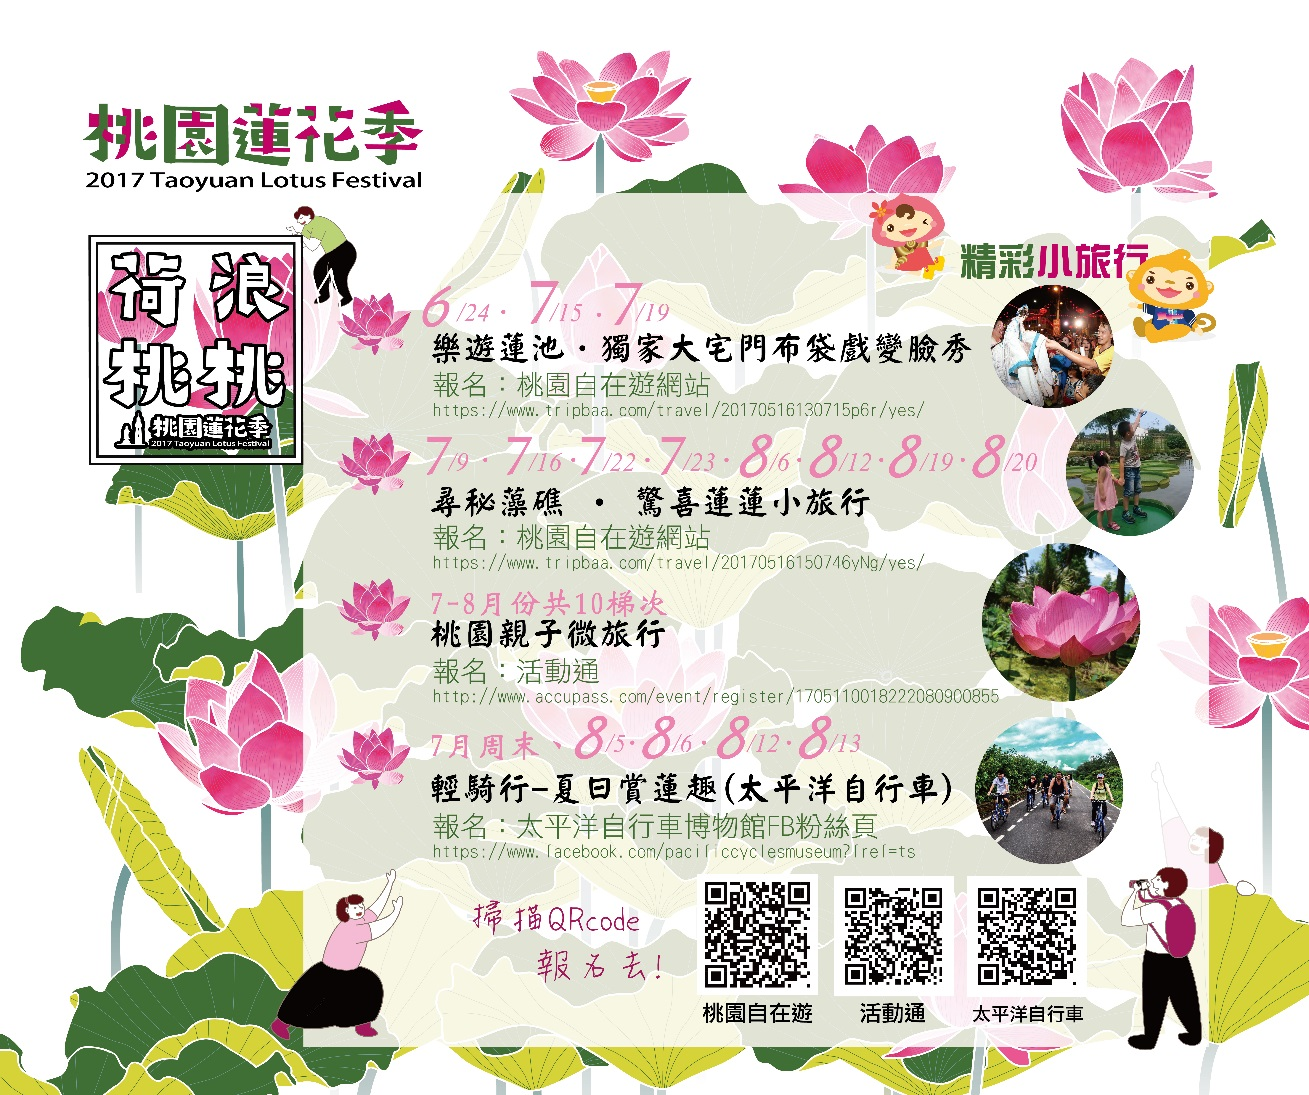 桃園蓮花季
2017 Taoyuan Lotus Festival
荷浪
桃桃
桃園蓮花季
2017 Taoyuan Lotus Festival
精彩小旅行
6/24．7/15．7/19
樂遊蓮池・獨家大宅門布袋戲變臉秀
報名：桃園自在遊網站
https://www.tripbaa.com/travel/20170516130715p6r/yes/
7/9．7/16．7/22．7/23．8/6．8/12．8/19．8/20
尋秘藻礁 ・ 驚喜蓮蓮小旅行
報名：桃園自在遊網站
https://www.tripbaa.com/travel/20170516150746yNg/yes/
7-8月份共10梯次
桃園親子微旅行
報名：活動通
http://www.accupass.com/event/register/1705110018222080900855
7月周末、8/5．8/6．8/12．8/13
輕騎行-夏日賞蓮趣(太平洋自行車)
報名：太平洋自行車博物館FB粉絲頁
https://www.facebook.com/pacificcyclesmuseum?fref=ts
掃描QRcode
報名去!
桃園自在遊
活動通
太平洋自行車